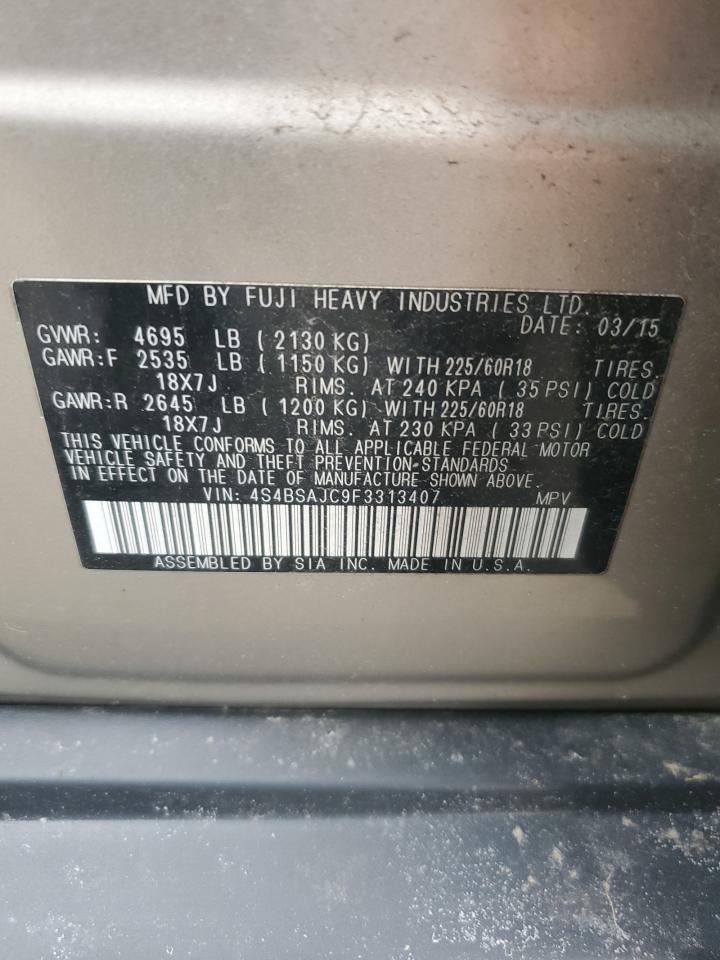 MFD BY FUJI HEAVY INDUSTRIES LTD.
DATE: 03/15
GVWR: 4695 LB ( 2130 KG)
GAWR:F 2535 LB ( 1150 KG) WITH 225/60R18 TIRES.
18X7J RIMS. AT 240 KPA ( 35 PSI) COLD
GAWR:R 2645 LB ( 1200 KG) WITH 225/60R18 TIRES.
18X7J RIMS. AT 230 KPA ( 33 PSI) COLD
THIS VEHICLE CONFORMS TO ALL APPLICABLE FEDERAL MOTOR
VEHICLE SAFETY AND THEFT PREVENTION STANDARDS
IN EFFECT ON THE DATE OF MANUFACTURE SHOWN ABOVE.
VIN: 4S4BSAJC9F3313407 MPV
ASSEMBLED BY SIA INC. MADE IN U.S.A.